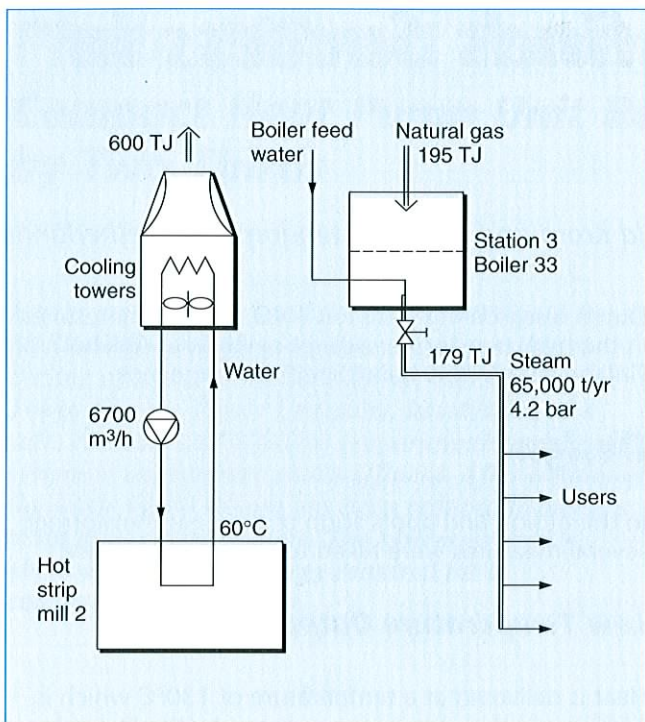 600 TJ
Boiler feed
water
Natural gas
195 TJ
Cooling
towers
Station 3
Boiler 33
Water
179 TJ
Steam
65,000 t/yr
4.2 bar
6700
m³/h
Users
60°C
Hot
strip
mill 2